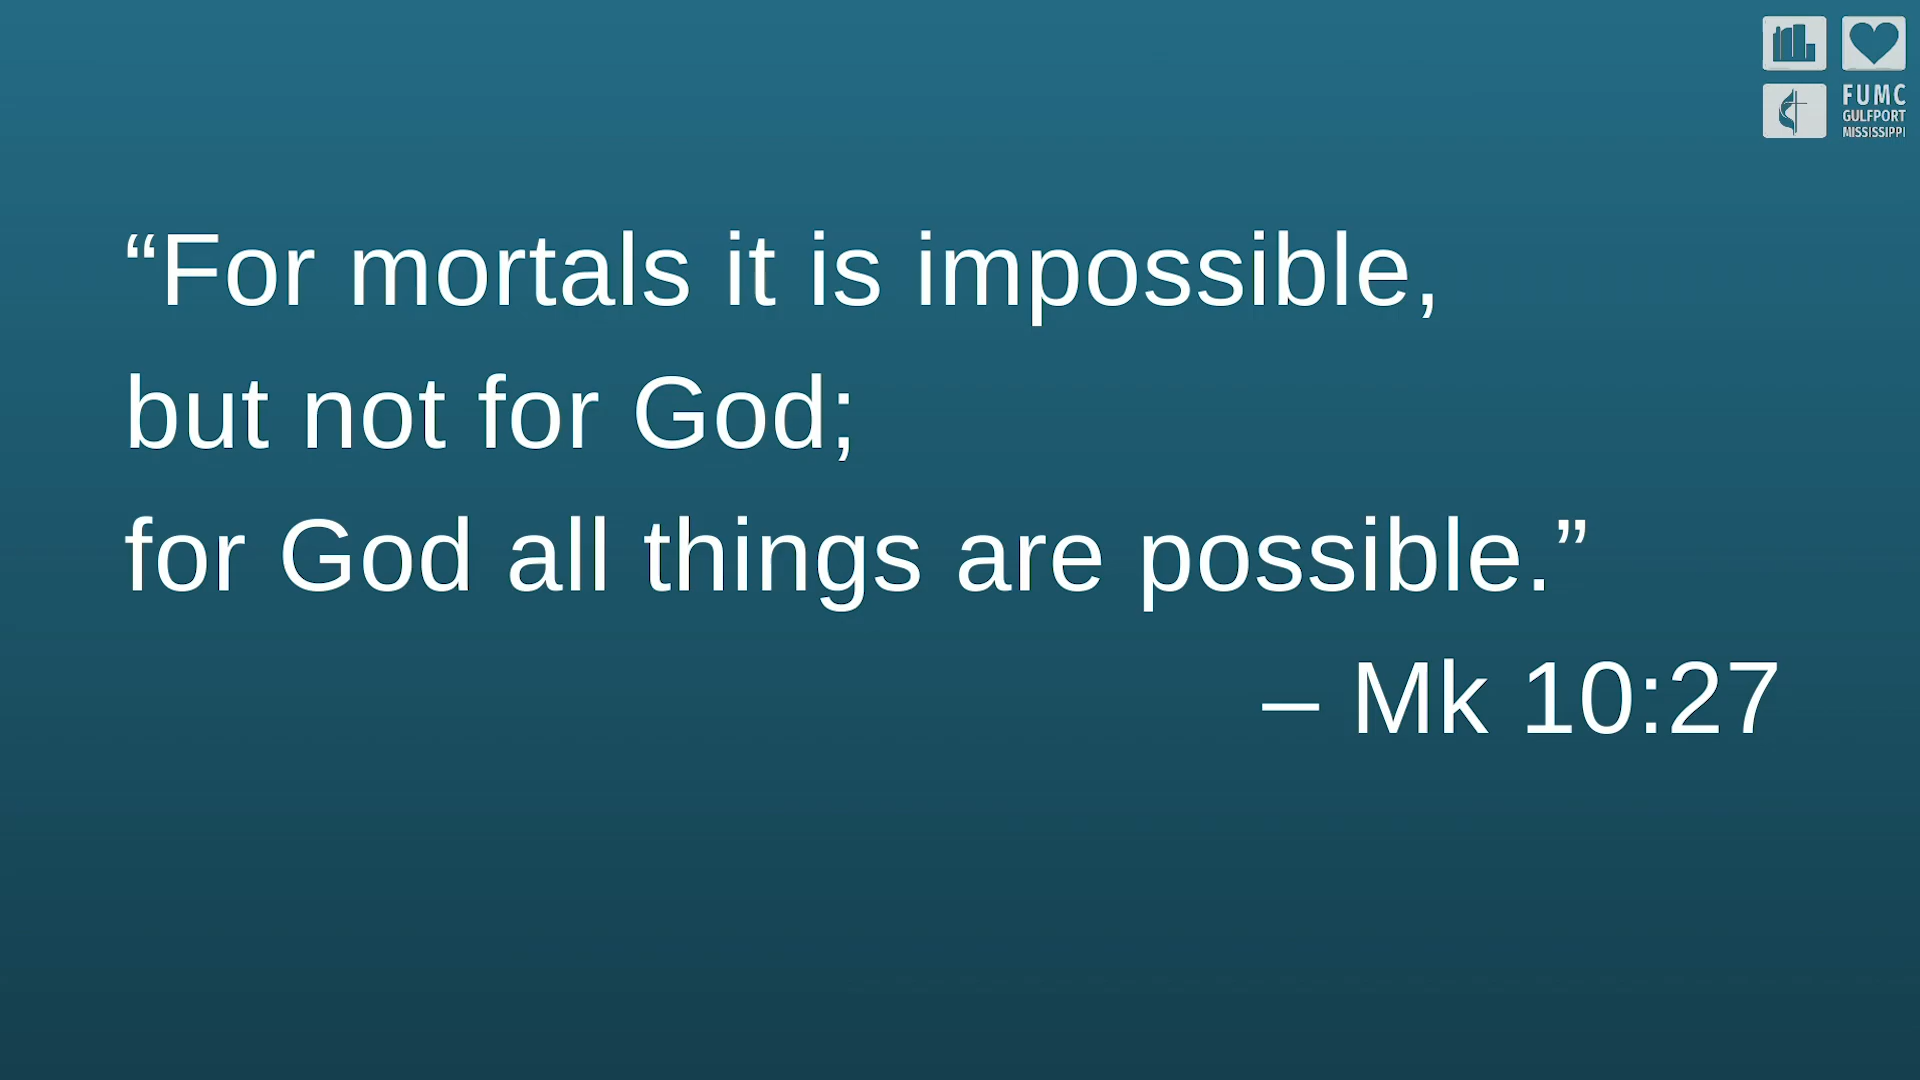 FUMC
GULFPORT
MISSISSIPPI
“For mortals it is impossible,
but not for God;
for God all things are possible.”
– Mk 10:27